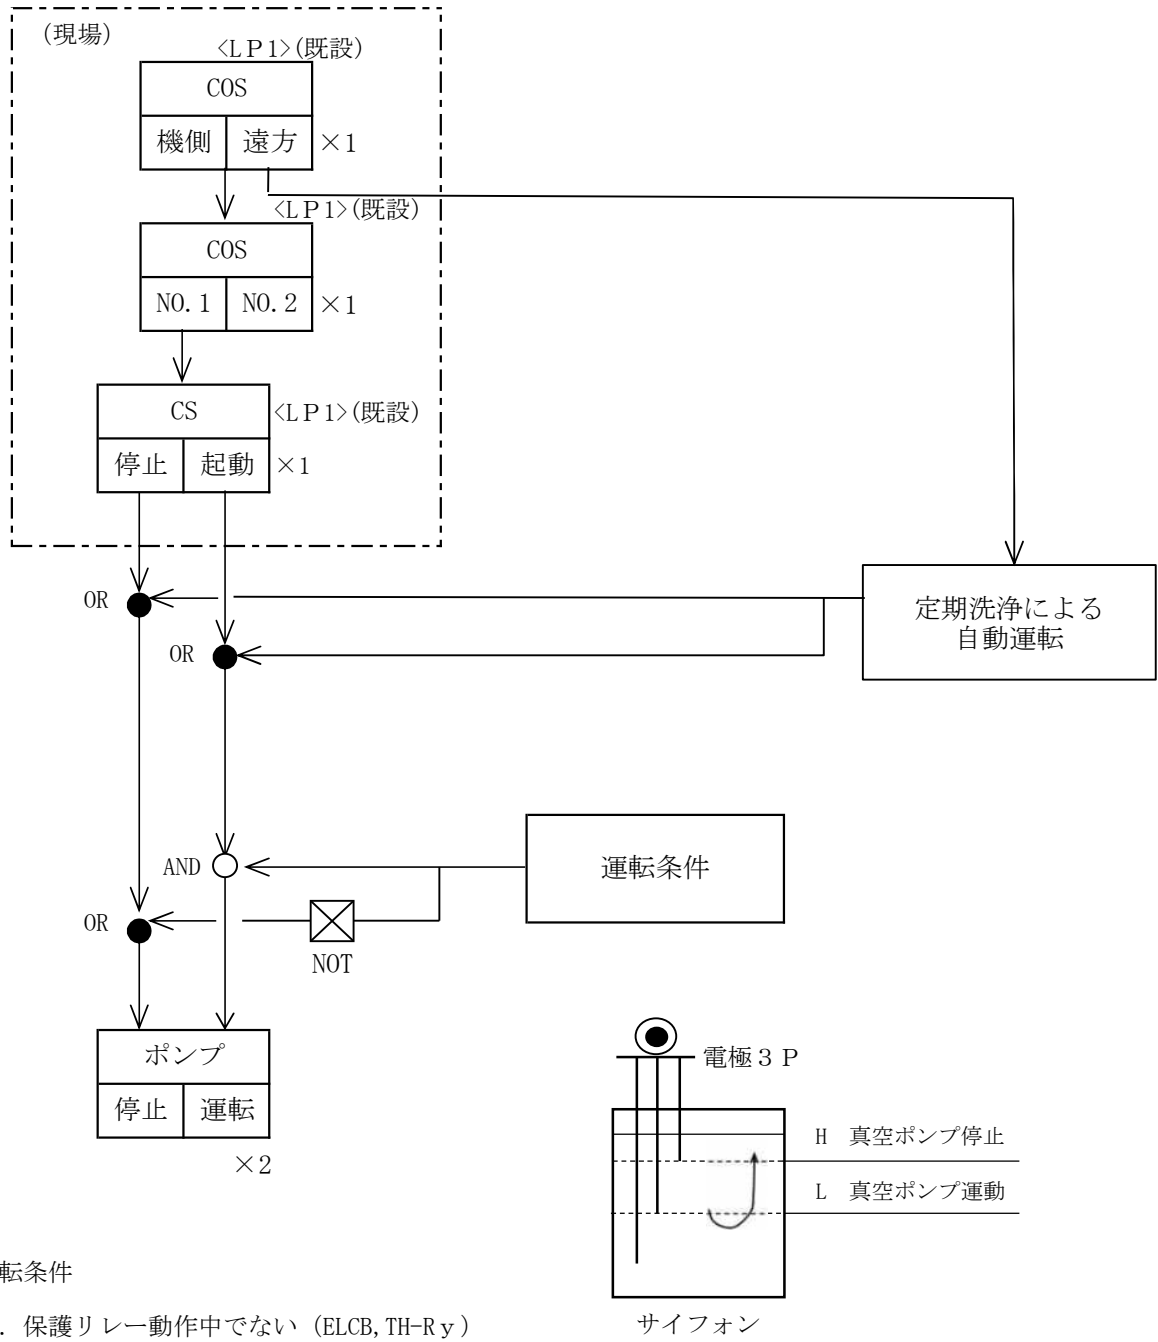 (現場)
<LP1>(既設)
COS
機側 遠方 ×1
<LP1>(既設)
COS
NO.1 NO.2 ×1
CS <LP1>(既設)
停止 起動 ×1
OR
定期洗浄による
自動運転
OR
運転条件
AND
OR
NOT
ポンプ
停止 運転
×2
電極3P
H 真空ポンプ停止
L 真空ポンプ運動
転条件
. 保護リレー動作中でない (ELCB,TH-Ry)
サイフォン